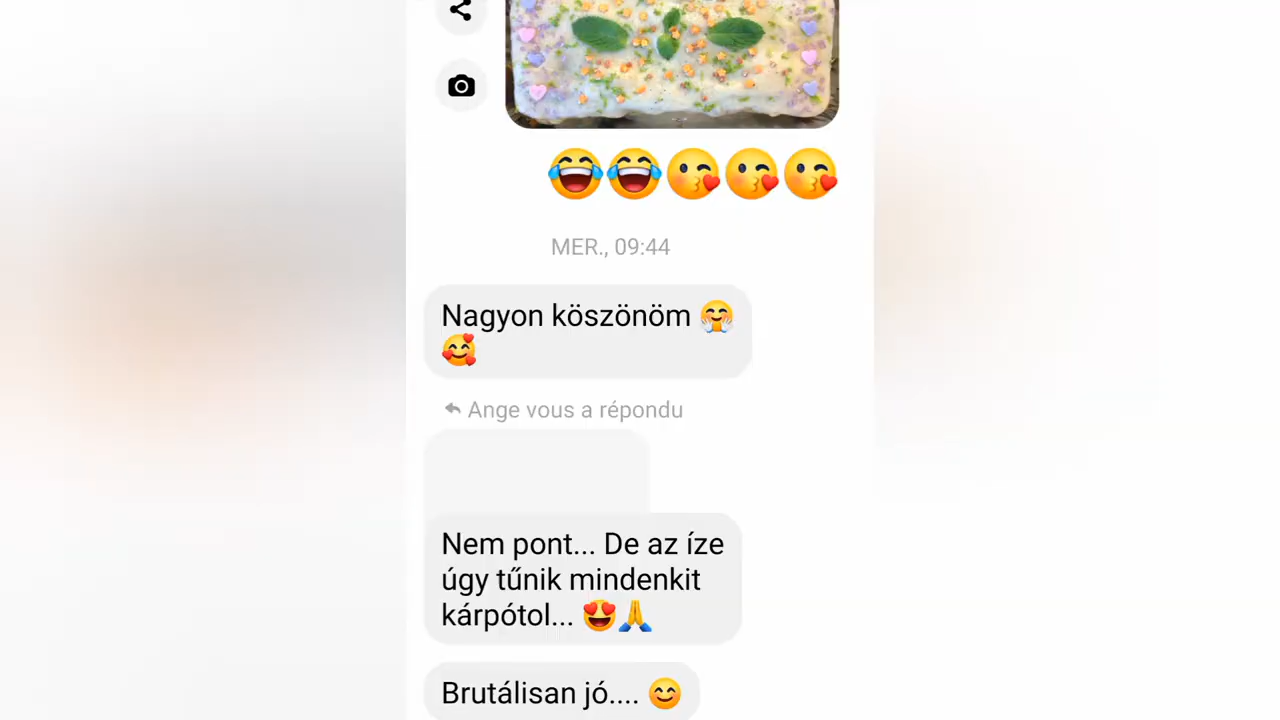 MER., 09:44
Nagyon köszönöm 🤗
🥰
Ange vous a répondu
Nem pont... De az íze
úgy tűnik mindenkit
kárpótol... 😍🙏
Brutálisan jó.... 😊